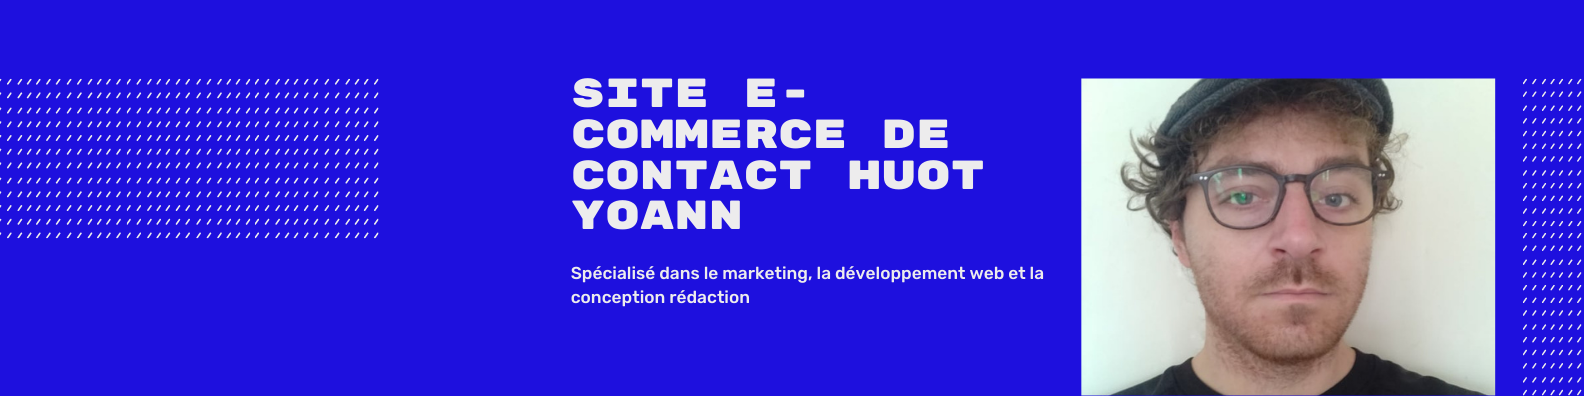 SITE E-
COMMERCE DE
CONTACT HUOT
YOANN
Spécialisé dans le marketing, la développement web et la
conception rédaction